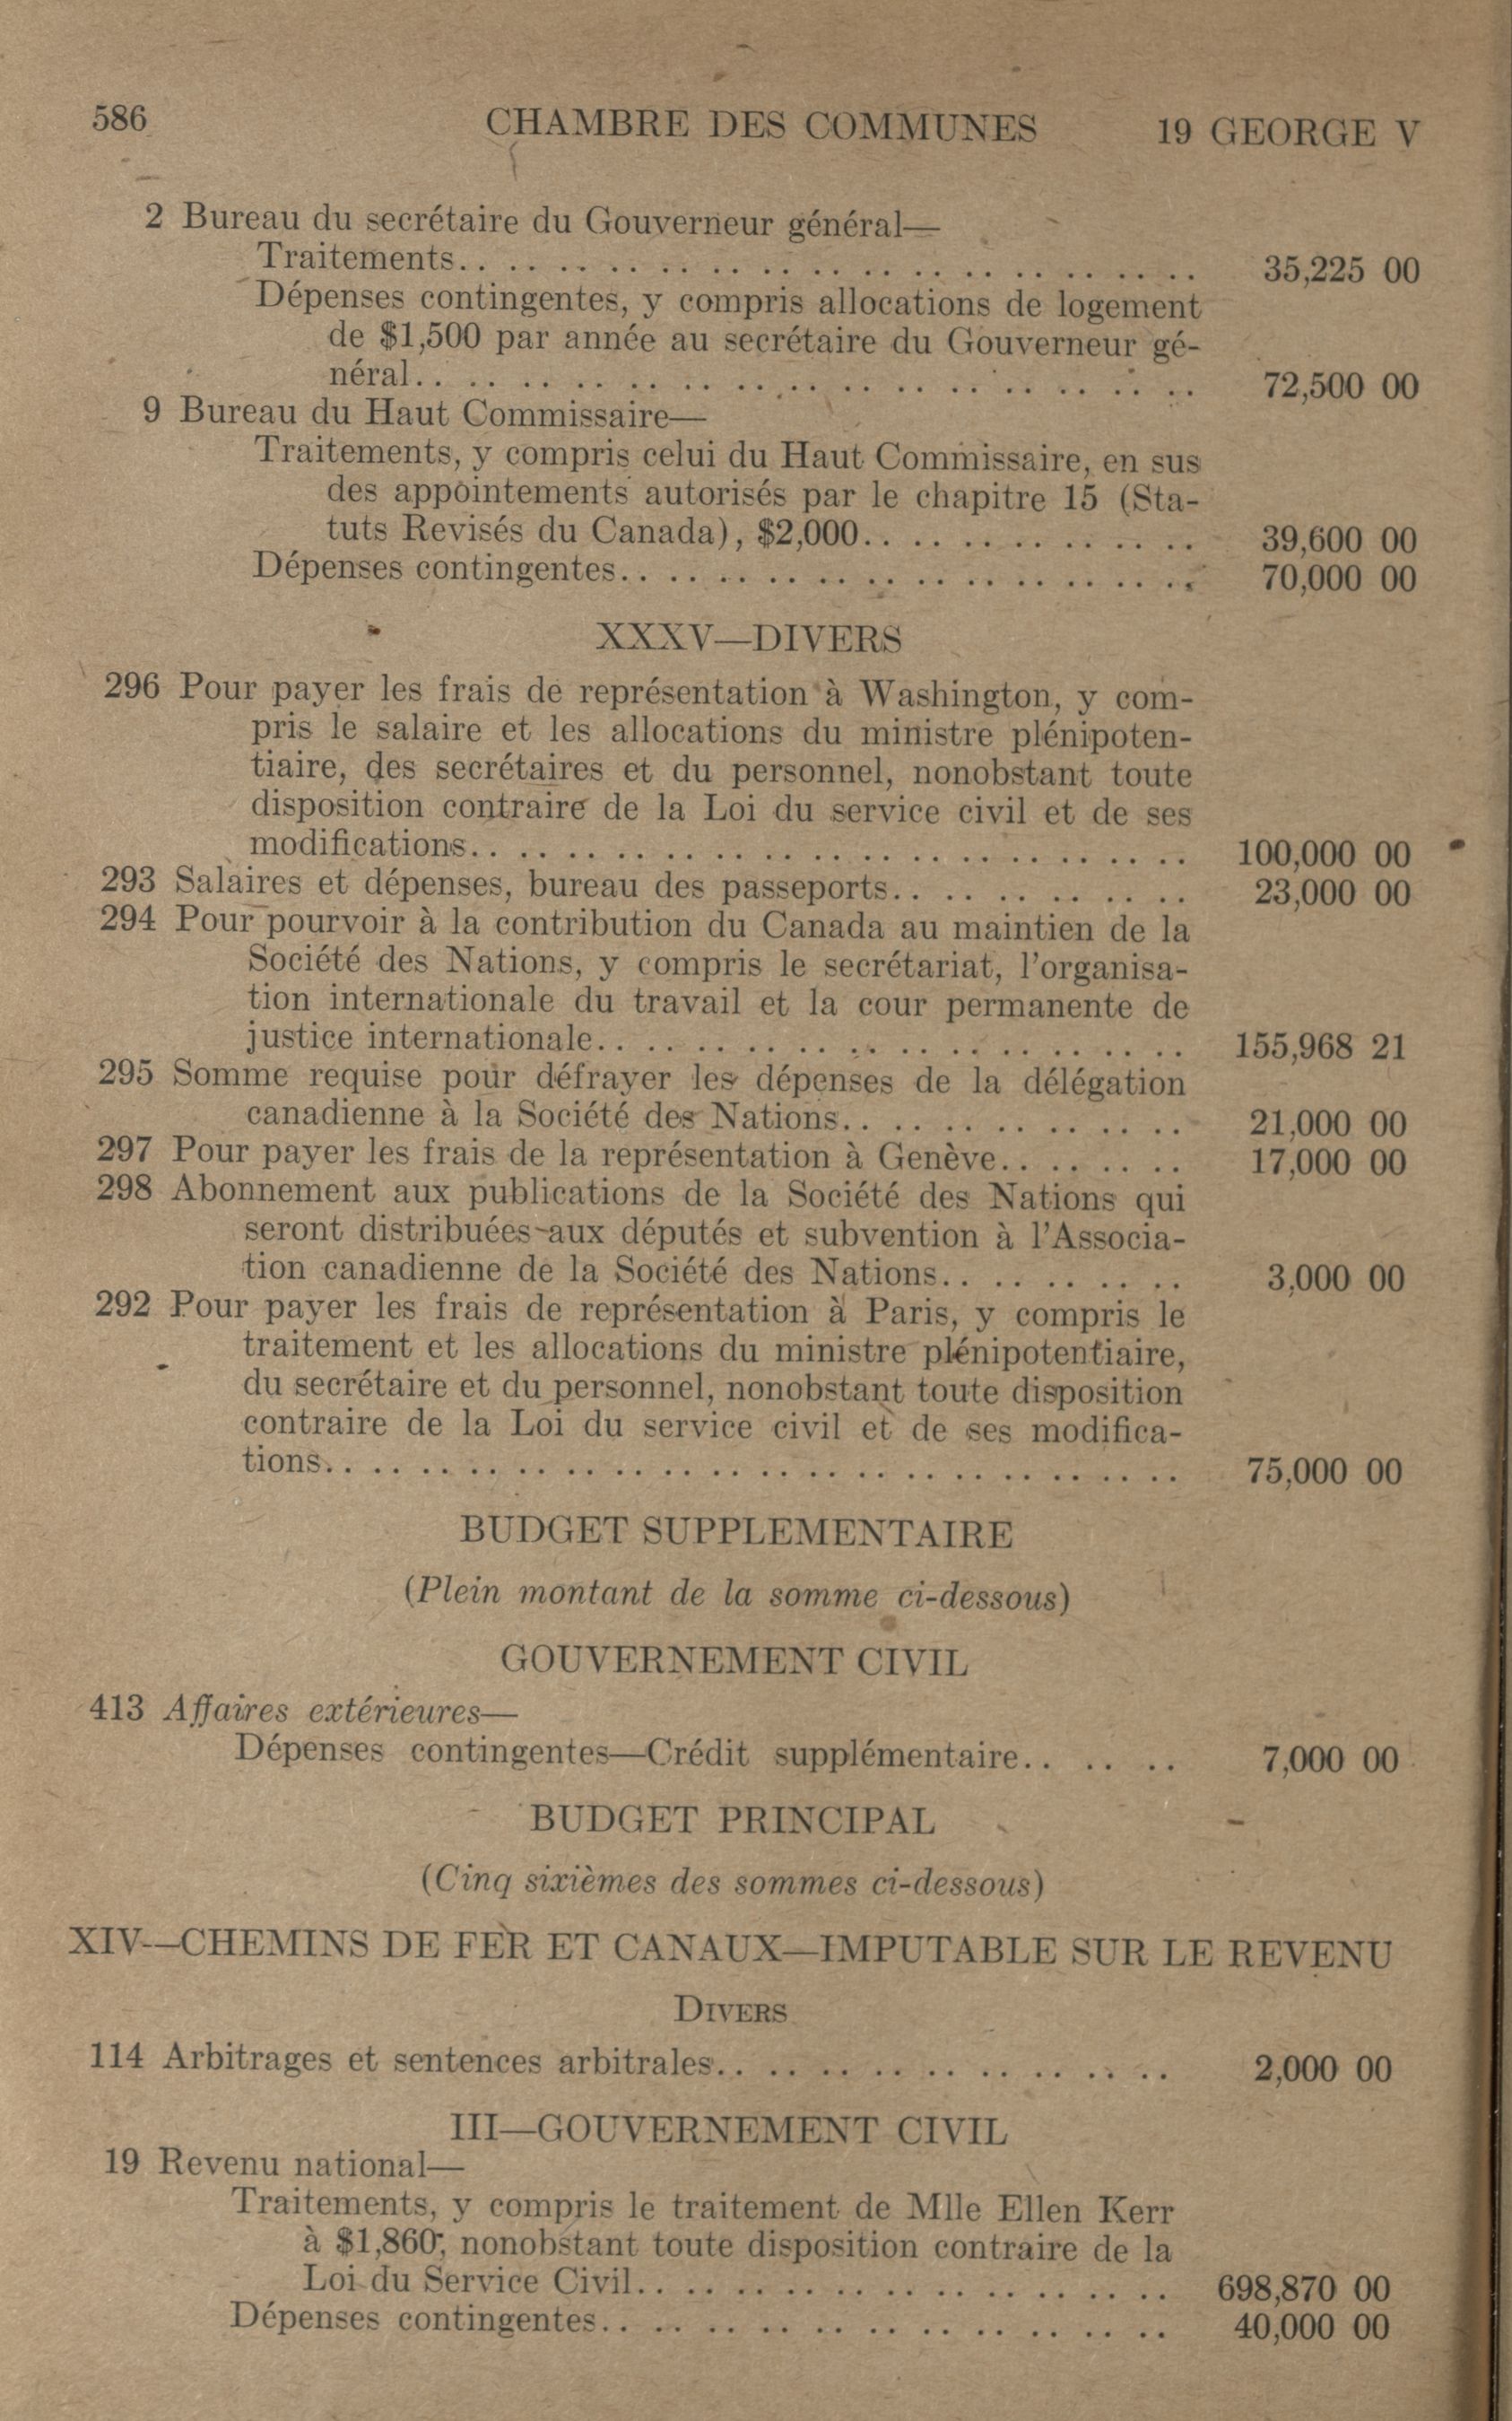 586 CHAMBRE DES COMMUNES 19 GEORGE V
2 Bureau du secrétaire du Gouverneur général—
Traitements.. .. .. .. .. .. .. .. .. .. .. .. .. .. .. 35,225 00
Dépenses contingentes, y compris allocations de logement
de $1,500 par année au secrétaire du Gouverneur gé-
néral.. .. .. .. .. .. .. .. .. .. .. .. .. .. .. 72,500 00
9 Bureau du Haut Commissaire—
Traitements, y compris celui du Haut Commissaire, en sus
des appointements autorisés par le chapitre 15 (Sta-
tuts Revisés du Canada), $2,000.. .. .. .. .. .. .. 39,600 00
Dépenses contingentes.. .. .. .. .. .. .. .. .. .. .. .. 70,000 00
XXXV—DIVERS
296 Pour payer les frais de représentation à Washington, y com-
pris le salaire et les allocations du ministre plénipoten-
tiaire, des secrétaires et du personnel, nonobstant toute
disposition contraire de la Loi du service civil et de ses
modifications.. .. .. .. .. .. .. .. .. .. .. .. .. .. .. 100,000 00
293 Salaires et dépenses, bureau des passeports.. .. .. .. .. .. 23,000 00
294 Pour pourvoir à la contribution du Canada au maintien de la
Société des Nations, y compris le secrétariat, l'organisa-
tion internationale du travail et la cour permanente de
justice internationale.. .. .. .. .. .. .. .. .. .. .. .. 155,968 21
295 Somme requise pour défrayer les dépenses de la délégation
canadienne à la Société des Nations.. .. .. .. .. .. .. 21,000 00
297 Pour payer les frais de la représentation à Genève.. .. .. .. 17,000 00
298 Abonnement aux publications de la Société des Nations qui
seront distribuées aux députés et subvention à l'Associa-
tion canadienne de la Société des Nations.. .. .. .. .. 3,000 00
292 Pour payer les frais de représentation à Paris, y compris le
traitement et les allocations du ministre plénipotentiaire,
du secrétaire et du personnel, nonobstant toute disposition
contraire de la Loi du service civil et de ses modifica-
tions.. .. .. .. .. .. .. .. .. .. .. .. .. .. .. .. .. .. 75,000 00
BUDGET SUPPLEMENTAIRE
(Plein montant de la somme ci-dessous)
GOUVERNEMENT CIVIL
413 Affaires extérieures—
Dépenses contingentes—Crédit supplémentaire.. .. .. .. 7,000 00
BUDGET PRINCIPAL
(Cinq sixièmes des sommes ci-dessous)
XIV—CHEMINS DE FER ET CANAUX—IMPUTABLE SUR LE REVENU
DIVERS
114 Arbitrages et sentences arbitrales.. .. .. .. .. .. .. .. .. 2,000 00
III—GOUVERNEMENT CIVIL
19 Revenu national—
Traitements, y compris le traitement de Mlle Ellen Kerr
à $1,860, nonobstant toute disposition contraire de la
Loi du Service Civil.. .. .. .. .. .. .. .. .. .. .. 698,870 00
Dépenses contingentes.. .. .. .. .. .. .. .. .. .. .. 40,000 00